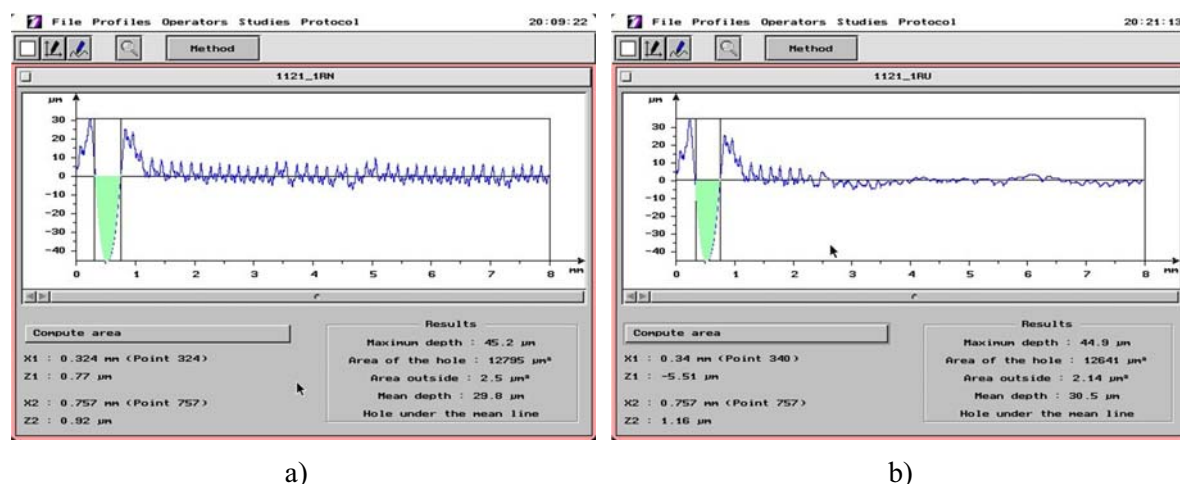 File Profiles Operators Studies Protocol 20:09:22
Method
1121_1RN
µm
30
20
10
0
-10
-20
-30
-40
0 1 2 3 4 5 6 7 8 mm
Compute area
X1 : 0.324 mm (Point 324)
Z1 : 0.77 µm
X2 : 0.757 mm (Point 757)
Z2 : 0.92 µm
Results
Maximum depth : 45.2 µm
Area of the hole : 12795 µm²
Area outside : 2.5 µm²
Mean depth : 29.8 µm
Hole under the mean line
a)
File Profiles Operators Studies Protocol 20:21:13
Method
1121_1RU
µm
30
20
10
0
-10
-20
-30
-40
0 1 2 3 4 5 6 7 8 mm
Compute area
X1 : 0.34 mm (Point 340)
Z1 : -5.51 µm
X2 : 0.757 mm (Point 757)
Z2 : 1.16 µm
Results
Maximum depth : 44.9 µm
Area of the hole : 12641 µm²
Area outside : 2.14 µm²
Mean depth : 30.5 µm
Hole under the mean line
b)